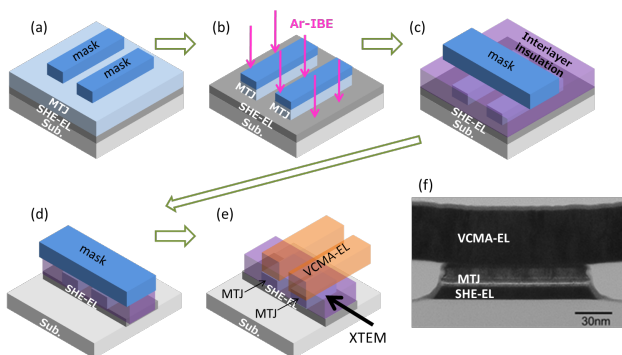 (a)
mask
mask
MTJ
SHE-EL
Sub.
(b)
Ar-IBE
MTJ
MTJ
SHE-EL
Sub.
(c)
Interlayer
insulation
mask
SHE-EL
Sub.
(d)
mask
SHE-EL
Sub.
(e)
VCMA-EL
SHE-EL
MTJ
MTJ
Sub.
XTEM
(f)
VCMA-EL
MTJ
SHE-EL
30nm